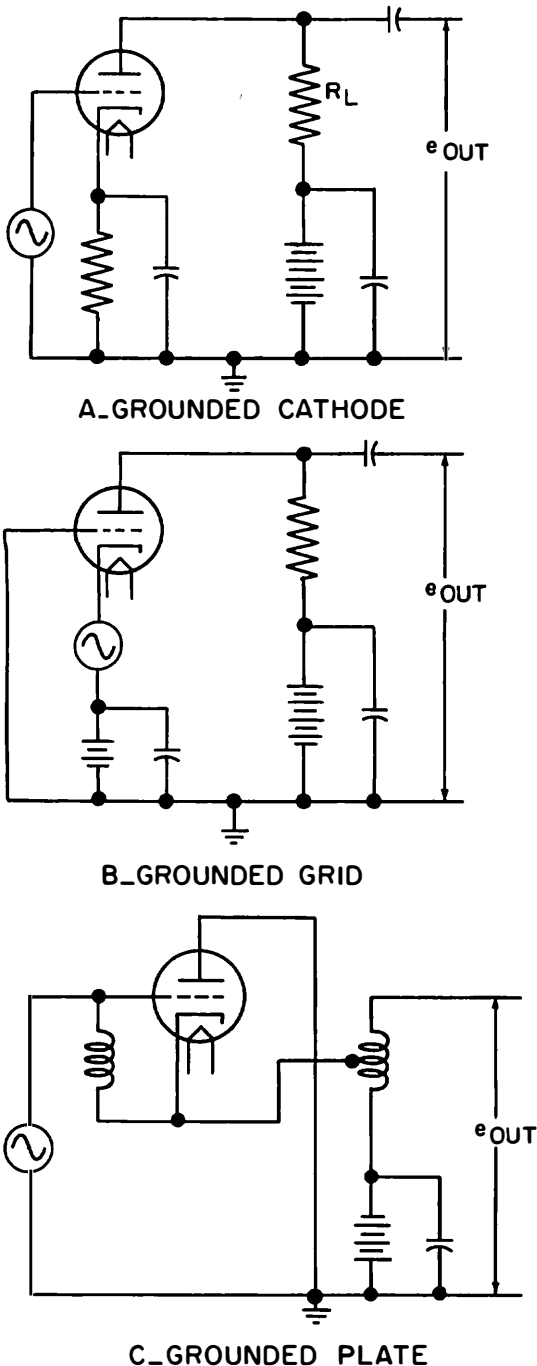 RL
eOUT
A_GROUNDED CATHODE
eOUT
B_GROUNDED GRID
eOUT
C_GROUNDED PLATE